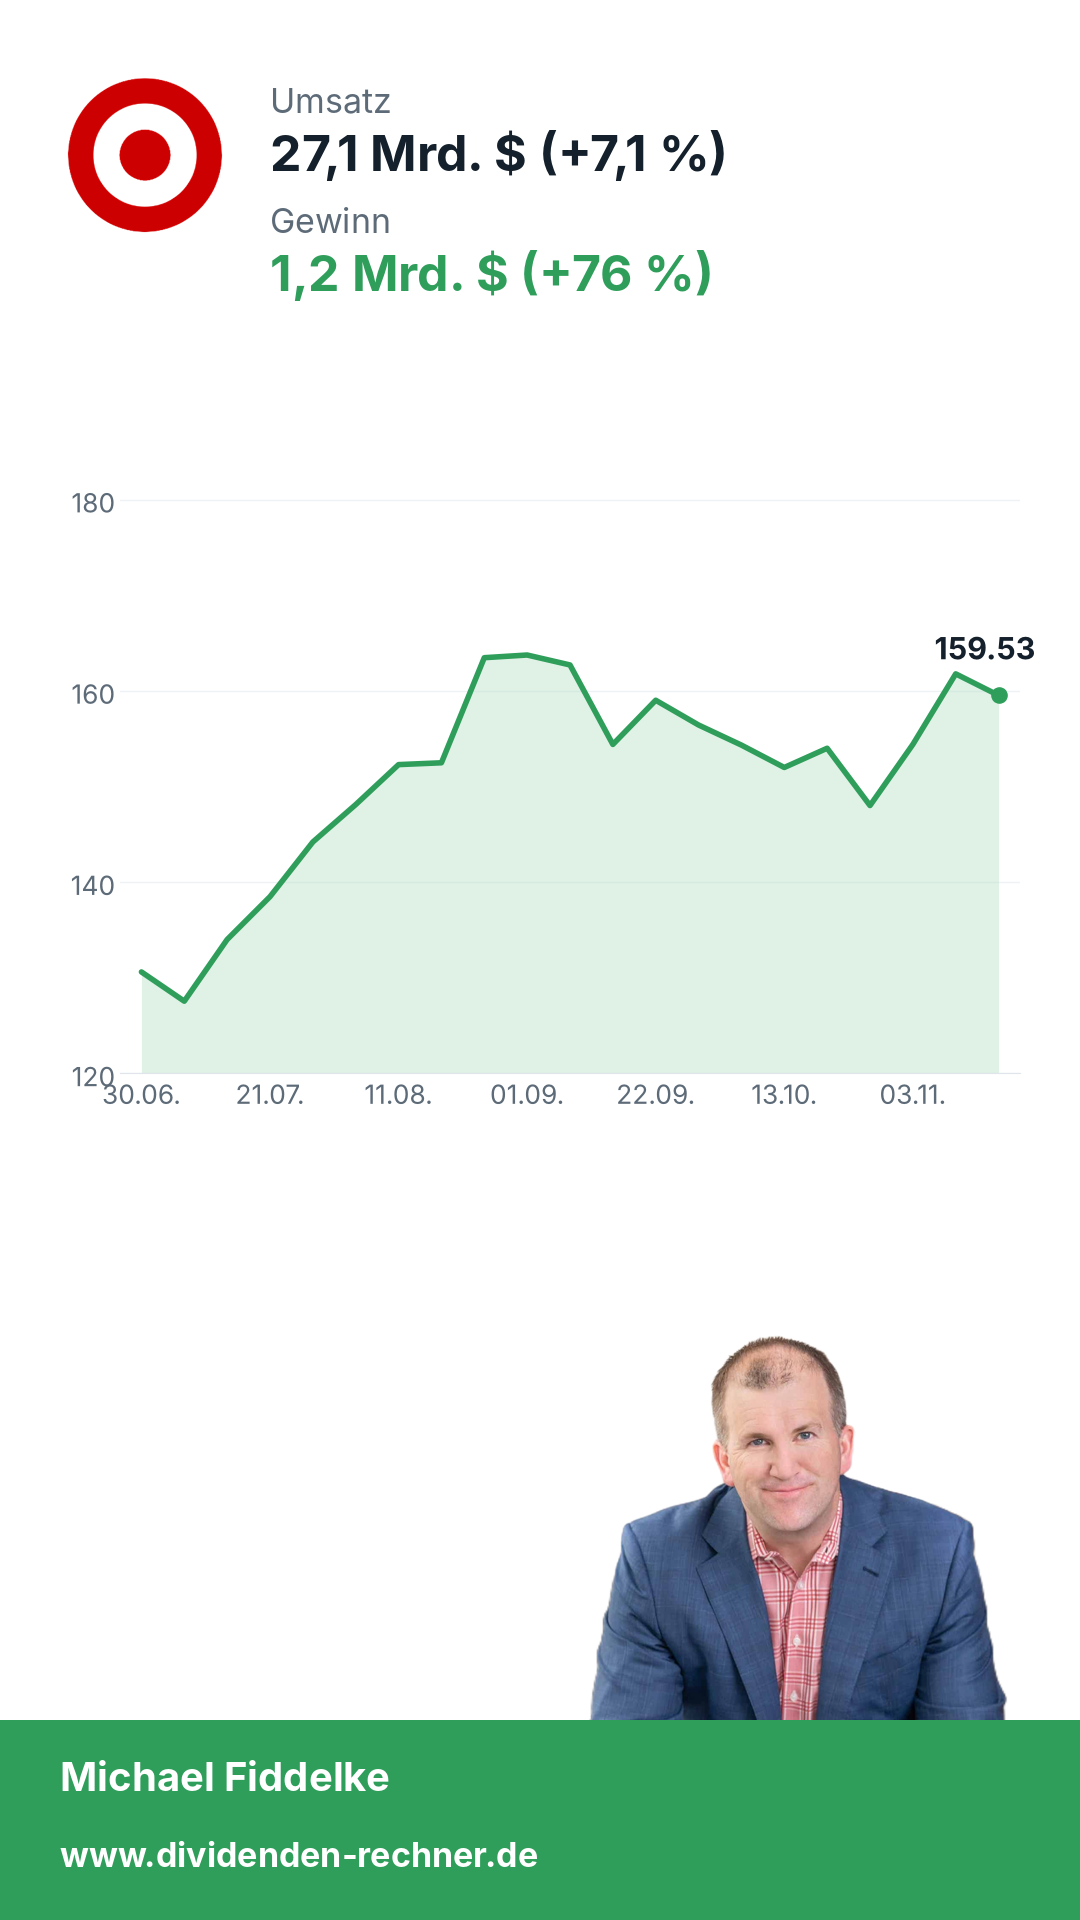 Umsatz
27,1 Mrd. $ (+7,1 %)
Gewinn
1,2 Mrd. $ (+76 %)
180
159.53
160
140
120
30.06. 21.07. 11.08. 01.09. 22.09. 13.10. 03.11.
Michael Fiddelke
www.dividenden-rechner.de